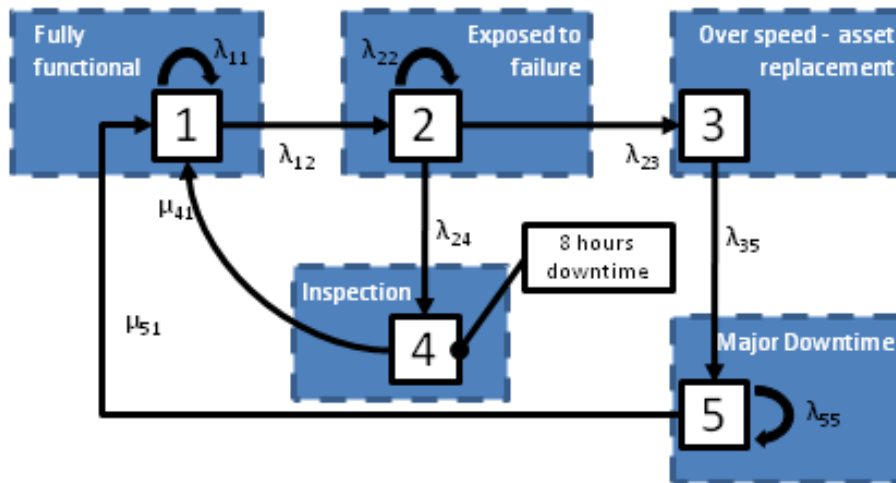 Fully
functional
λ11
1
λ12
Exposed to
failure
λ22
2
λ23
Over speed - asset
replacement
3
μ41
λ24
8 hours
downtime
λ35
Inspection
4
μ51
Major Downtime
5
λ55